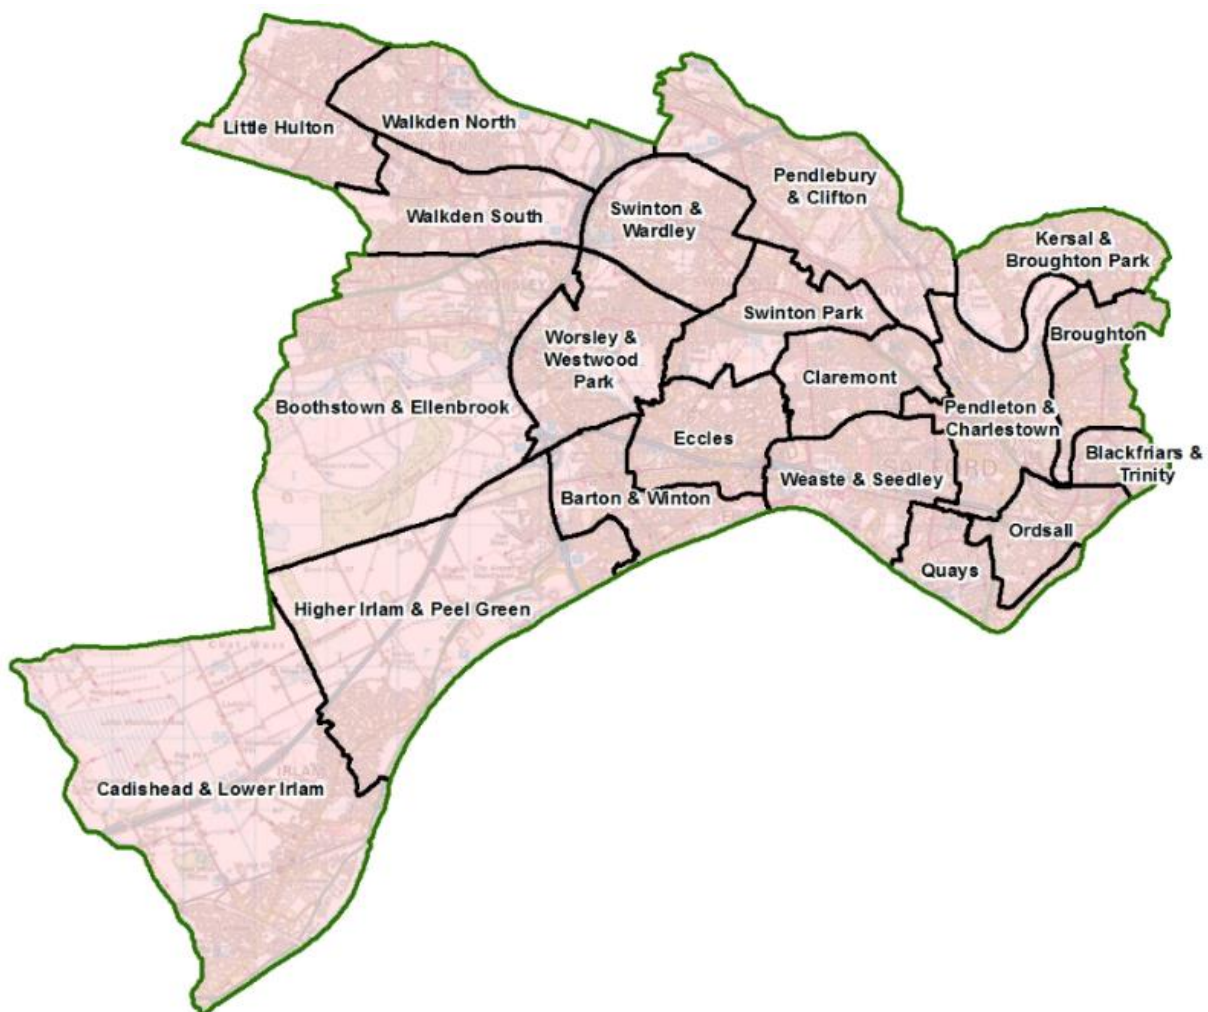 Little Hulton
Walkden North
Pendlebury
& Clifton
Walkden South
Swinton &
Wardley
Kersal &
Broughton Park
Swinton Park
Broughton
Worsley &
Westwood
Park
Claremont
Boothstown & Ellenbrook
Pendleton &
Charlestown
Eccles
Blackfriars &
Trinity
Weaste & Seedley
Barton & Winton
Ordsall
Quays
Higher Irlam & Peel Green
Cadishead & Lower Irlam